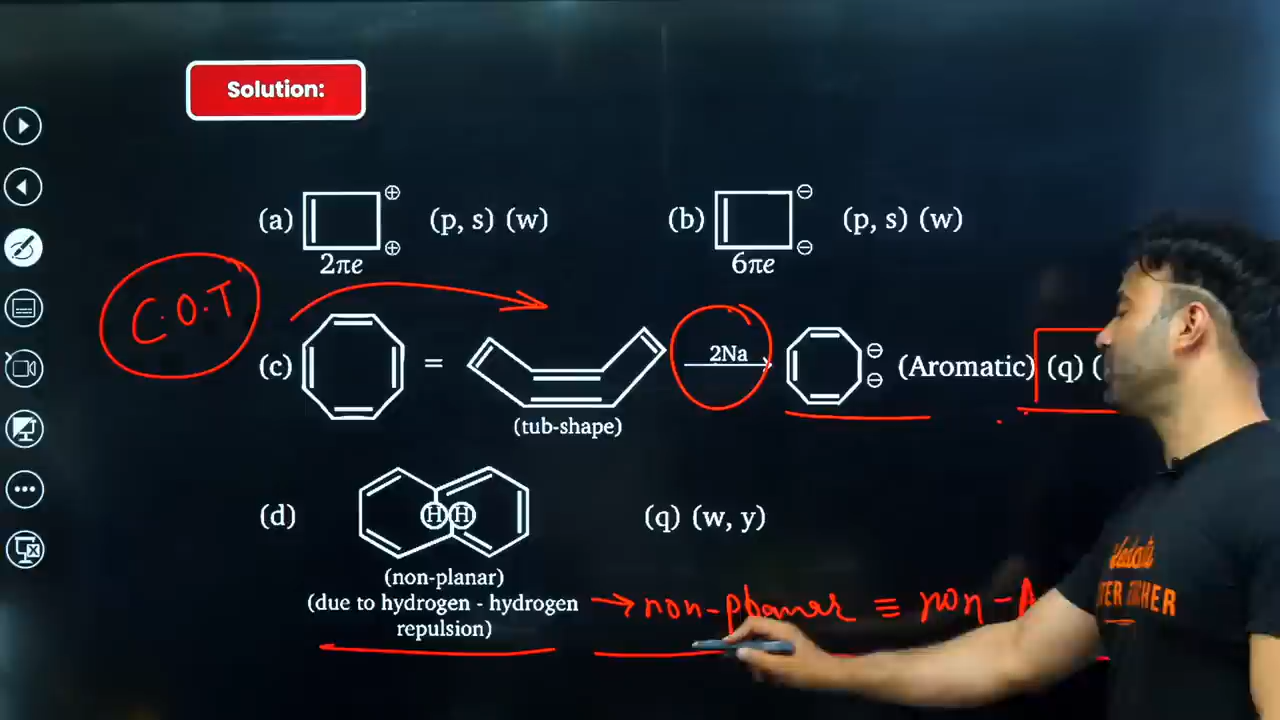 Solution:
(a) ⊕ ⊕ (p, s) (w)
2πe
(b) ⊖ ⊖ (p, s) (w)
6πe
C.O.T
(c) = 2Na ⊖ ⊖ (Aromatic) (q) (
(tub-shape)
(d) H H (q) (w, y)
(non-planar)
(due to hydrogen - hydrogen
repulsion)
→ non-planar ≡ non-A